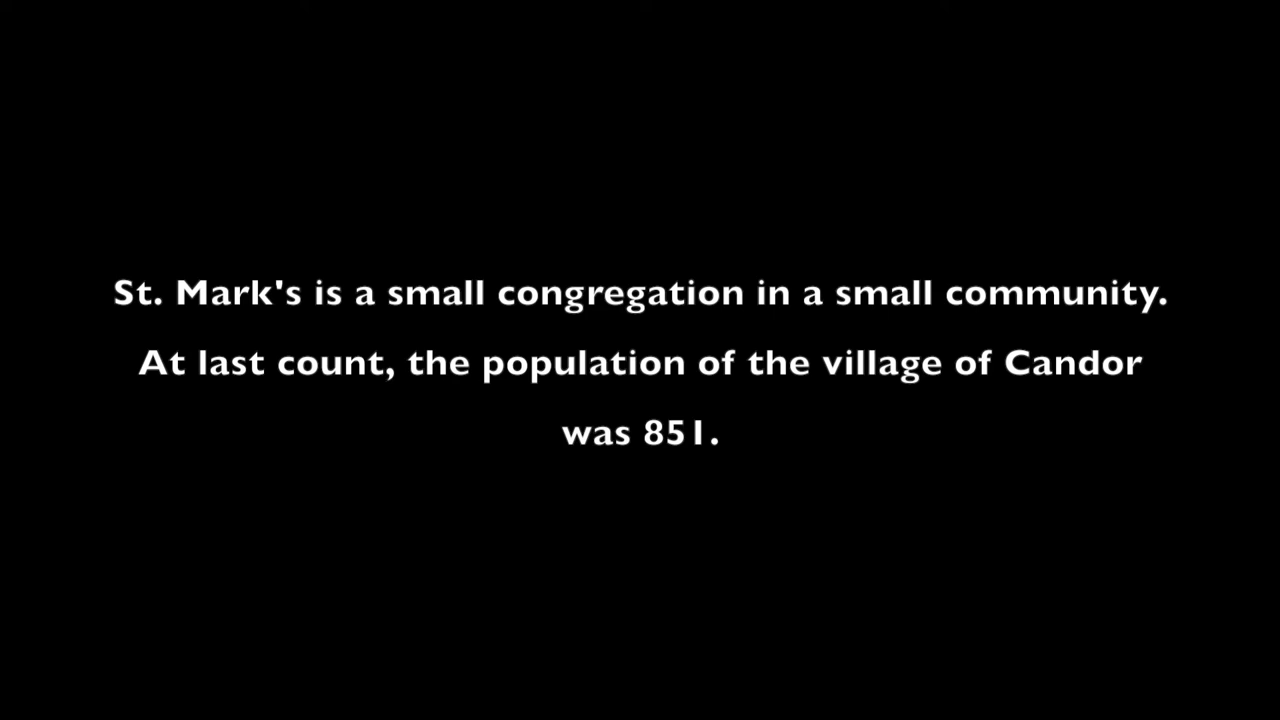 St. Mark's is a small congregation in a small community.
At last count, the population of the village of Candor
was 851.